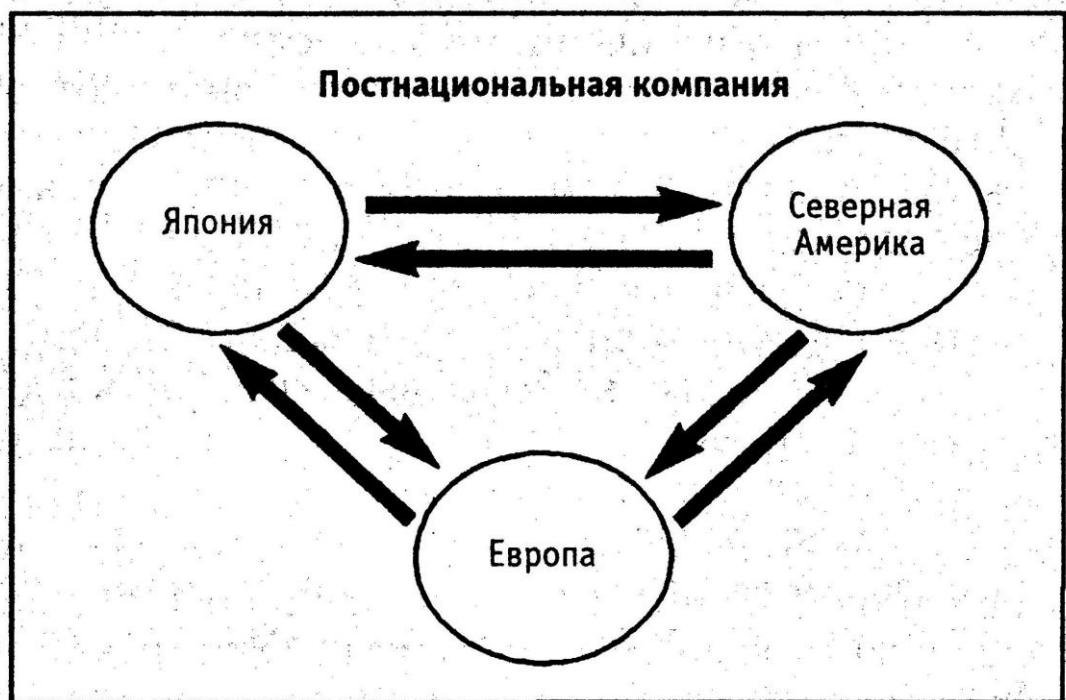 Постнациональная компания
Япония
Северная
Америка
Европа